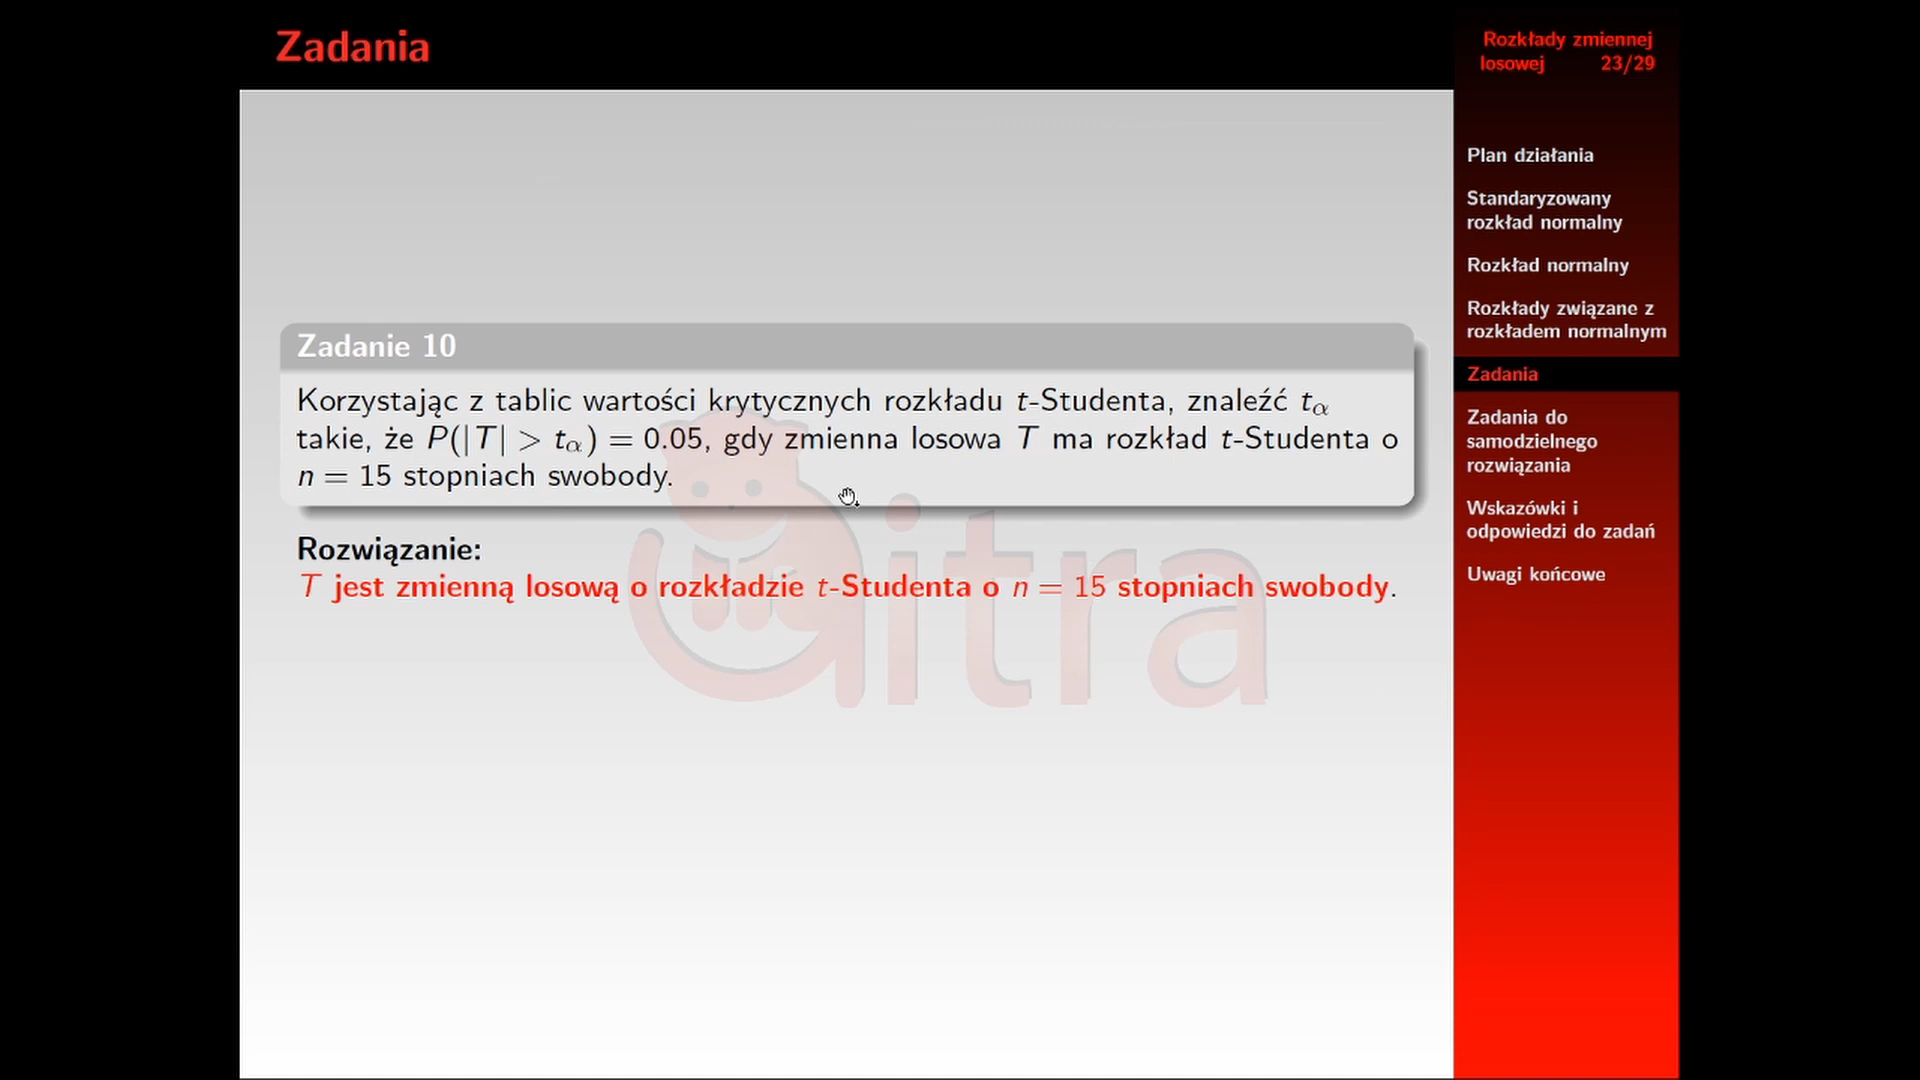 Zadania
Rozkłady zmiennej
losowej 23/29
Plan działania
Standaryzowany
rozkład normalny
Rozkład normalny
Rozkłady związane z
rozkładem normalnym
Zadania
Zadania do
samodzielnego
rozwiązania
Wskazówki i
odpowiedzi do zadań
Uwagi końcowe
Zadanie 10
Korzystając z tablic wartości krytycznych rozkładu t-Studenta, znaleźć tα
takie, że P(|T| > tα) = 0.05, gdy zmienna losowa T ma rozkład t-Studenta o
n = 15 stopniach swobody.
Rozwiązanie:
T jest zmienną losową o rozkładzie t-Studenta o n = 15 stopniach swobody.
aitra